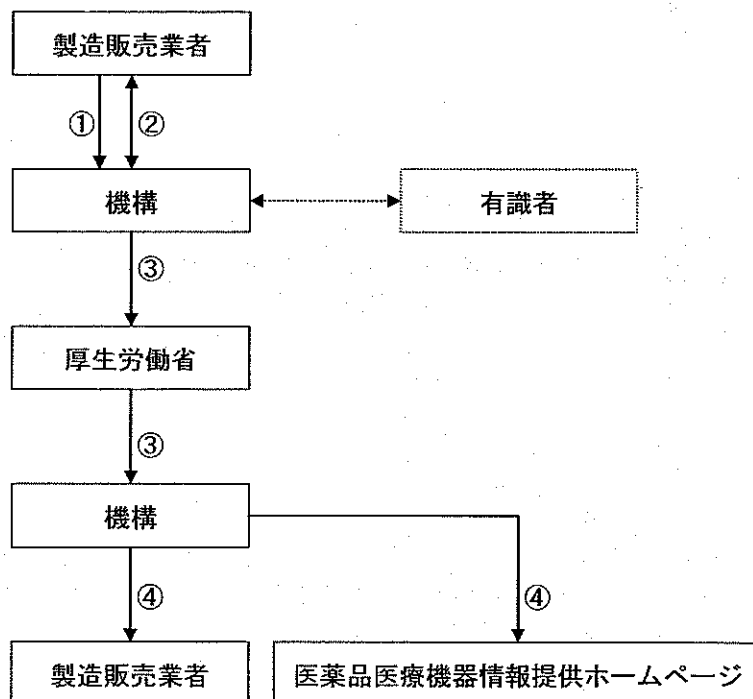 製造販売業者
① ②
機構
有識者
③
厚生労働省
③
機構
④ ④
製造販売業者
医薬品医療機器情報提供ホームページ